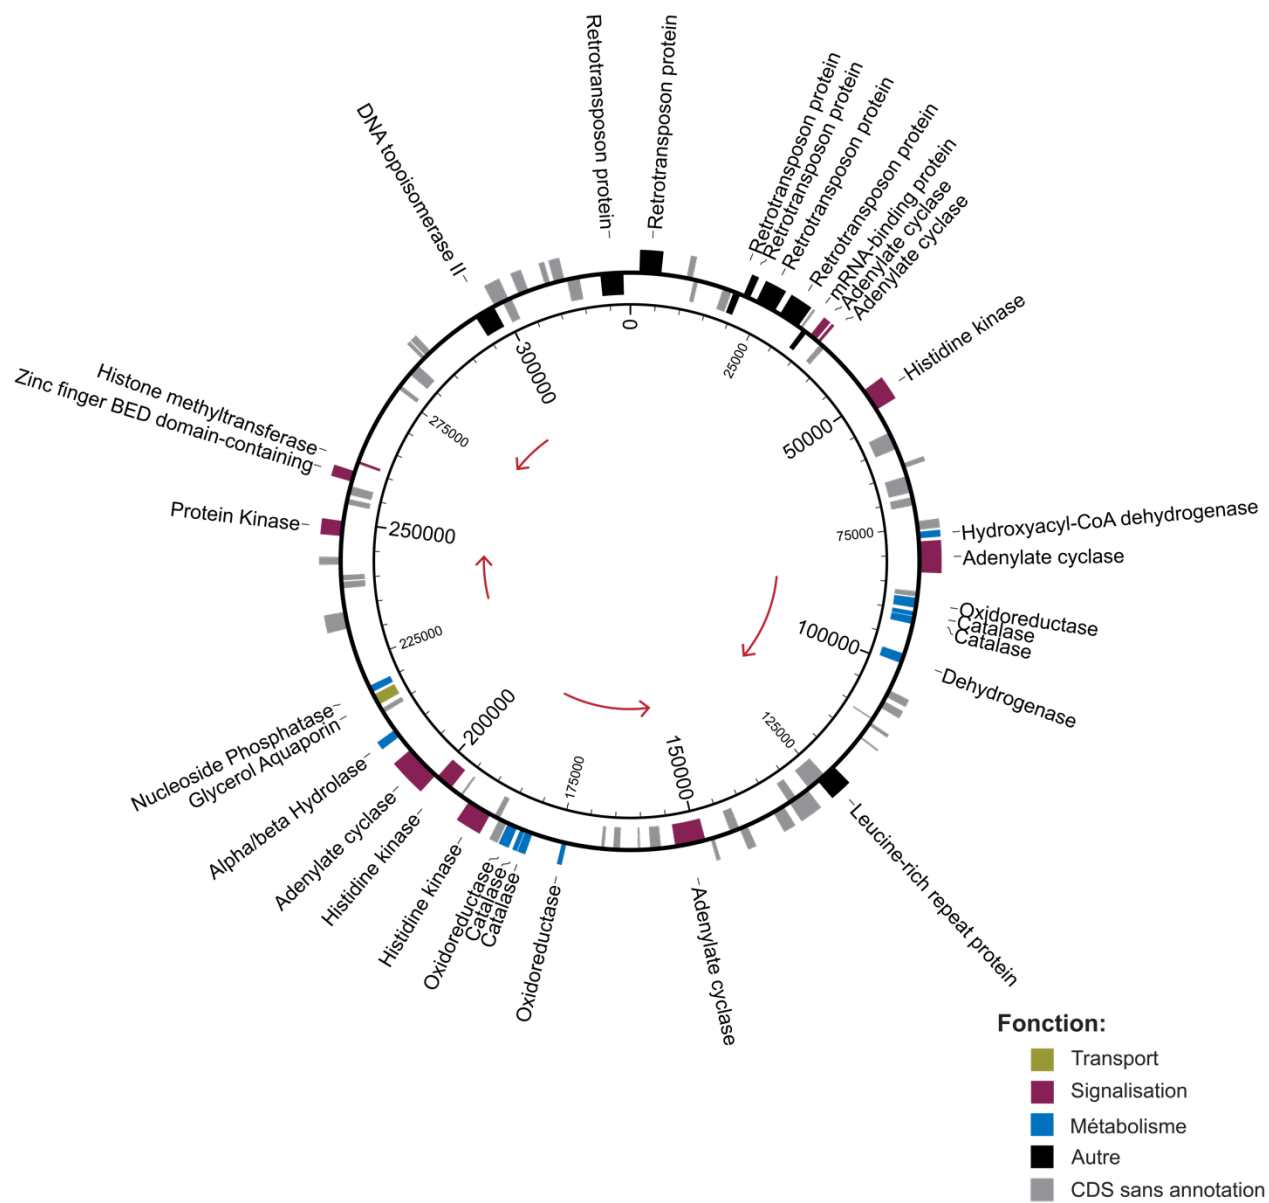 Retrotransposon protein
Retrotransposon protein
Retrotransposon protein
Retrotransposon protein
Retrotransposon protein
Retrotransposon protein
mRNA-binding protein
Adenylate cyclase
Adenylate cyclase
Histidine kinase
Hydroxyacyl-CoA dehydrogenase
Adenylate cyclase
Oxidoreductase
Catalase
Catalase
Dehydrogenase
Leucine-rich repeat protein
Adenylate cyclase
Oxidoreductase
Catalase
Catalase
Oxidoreductase
Histidine kinase
Histidine kinase
Adenylate cyclase
Alpha/beta Hydrolase
Glycerol Aquaporin
Nucleoside Phosphatase
Protein Kinase
Zinc finger BED domain-containing
Histone methyltransferase
DNA topoisomerase II
0
25000
50000
75000
100000
125000
150000
175000
200000
225000
250000
275000
300000
Fonction:
Transport
Signalisation
Métabolisme
Autre
CDS sans annotation